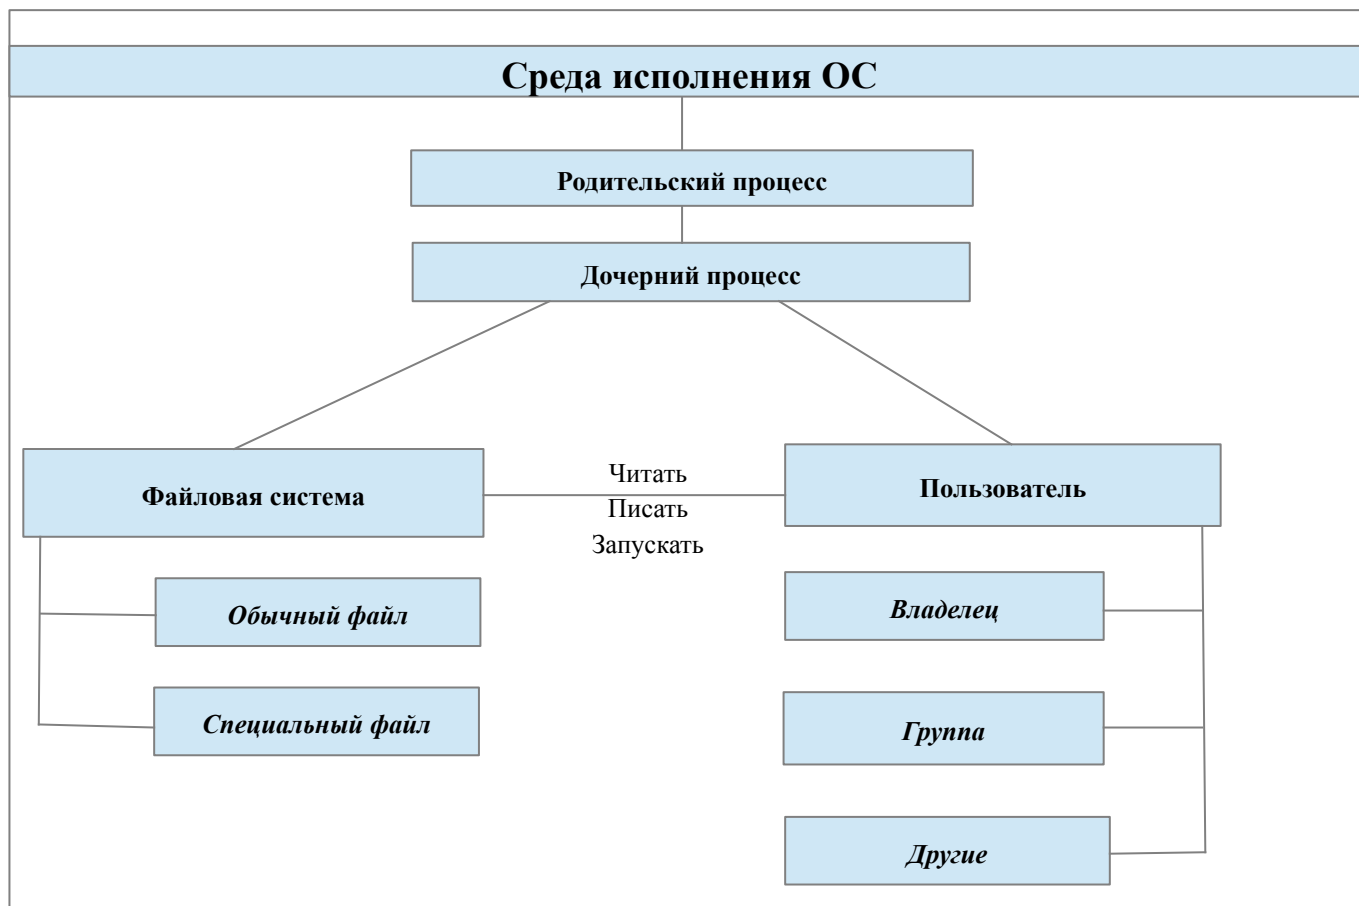 Среда исполнения ОС
Родительский процесс
Дочерний процесс
Файловая система
Читать
Писать
Запускать
Пользователь
Обычный файл
Специальный файл
Владелец
Группа
Другие